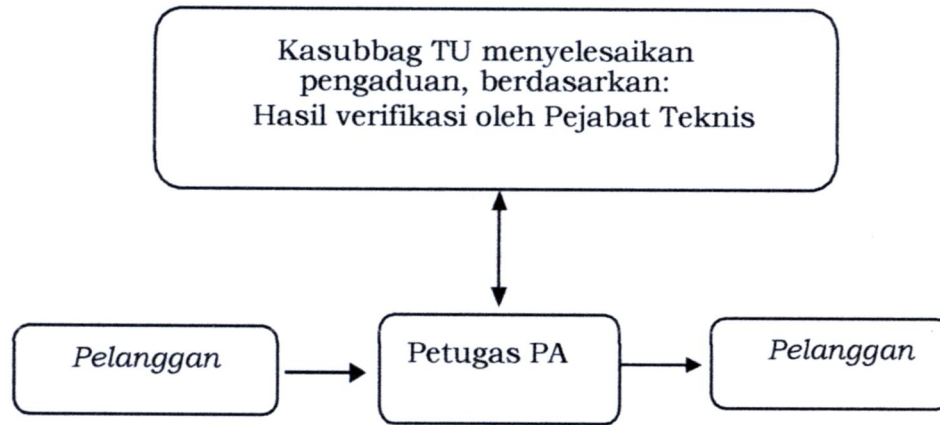 Kasubbag TU menyelesaikan
pengaduan, berdasarkan:
Hasil verifikasi oleh Pejabat Teknis
Pelanggan
Petugas PA
Pelanggan